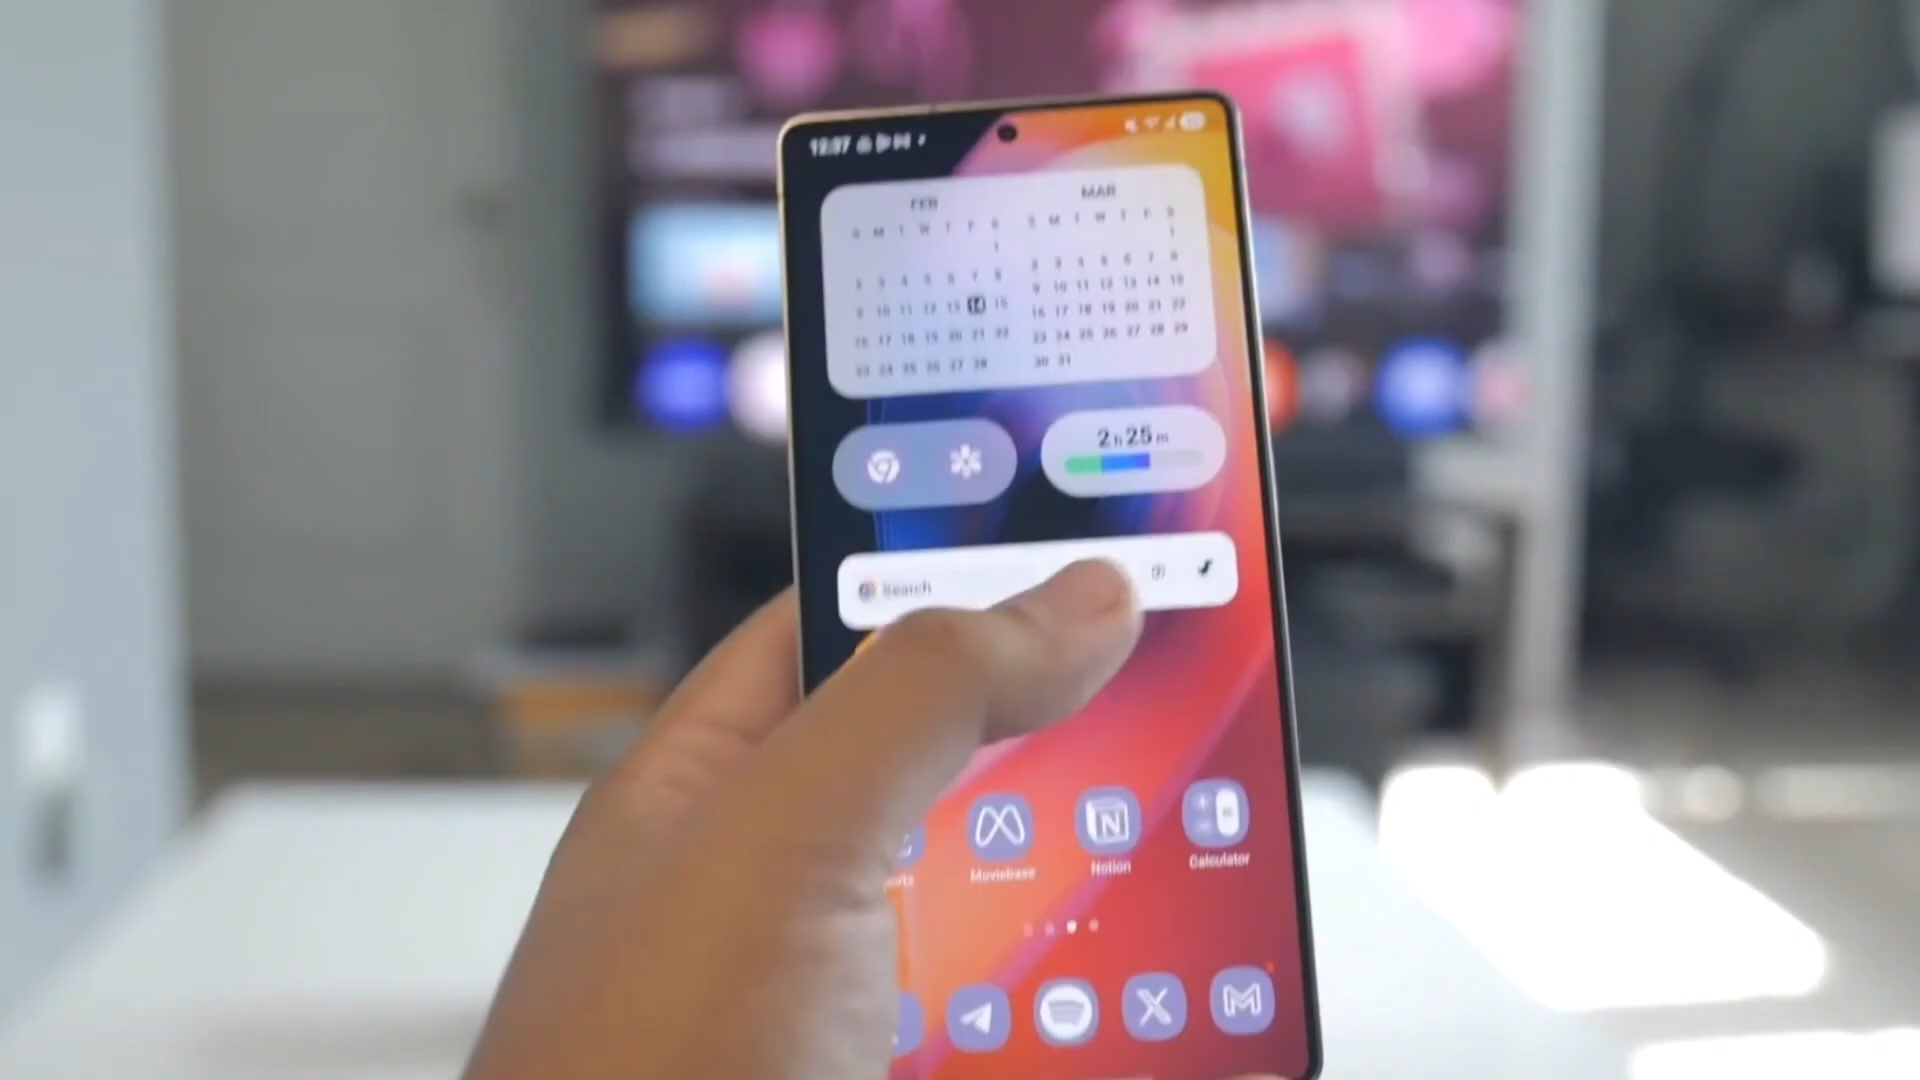 12:37
FEB
S M T W T F S
1
2 3 4 5 6 7 8
9 10 11 12 13 14 15
16 17 18 19 20 21 22
23 24 25 26 27 28
MAR
S M T W T F S
1
2 3 4 5 6 7 8
9 10 11 12 13 14 15
16 17 18 19 20 21 22
23 24 25 26 27 28 29
30 31
2 h 25 m
Search
Moviebase
Notion
Calculator